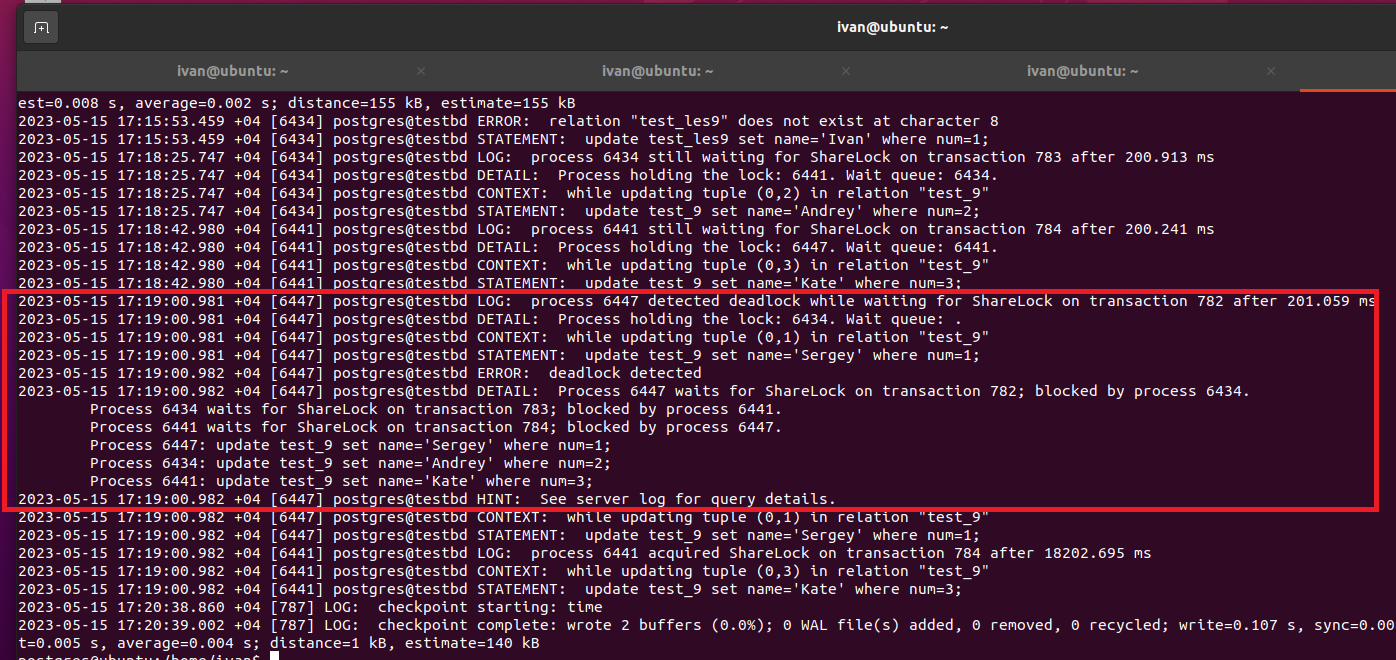 ivan@ubuntu: ~
ivan@ubuntu: ~ × ivan@ubuntu: ~ × ivan@ubuntu: ~ ×
est=0.008 s, average=0.002 s; distance=155 kB, estimate=155 kB
2023-05-15 17:15:53.459 +04 [6434] postgres@testbd ERROR:  relation "test_les9" does not exist at character 8
2023-05-15 17:15:53.459 +04 [6434] postgres@testbd STATEMENT:  update test_les9 set name='Ivan' where num=1;
2023-05-15 17:18:25.747 +04 [6434] postgres@testbd LOG:  process 6434 still waiting for ShareLock on transaction 783 after 200.913 ms
2023-05-15 17:18:25.747 +04 [6434] postgres@testbd DETAIL:  Process holding the lock: 6441. Wait queue: 6434.
2023-05-15 17:18:25.747 +04 [6434] postgres@testbd CONTEXT:  while updating tuple (0,2) in relation "test_9"
2023-05-15 17:18:25.747 +04 [6434] postgres@testbd STATEMENT:  update test_9 set name='Andrey' where num=2;
2023-05-15 17:18:42.980 +04 [6441] postgres@testbd LOG:  process 6441 still waiting for ShareLock on transaction 784 after 200.241 ms
2023-05-15 17:18:42.980 +04 [6441] postgres@testbd DETAIL:  Process holding the lock: 6447. Wait queue: 6441.
2023-05-15 17:18:42.980 +04 [6441] postgres@testbd CONTEXT:  while updating tuple (0,3) in relation "test_9"
2023-05-15 17:18:42.980 +04 [6441] postgres@testbd STATEMENT:  update test_9 set name='Kate' where num=3;
2023-05-15 17:19:00.981 +04 [6447] postgres@testbd LOG:  process 6447 detected deadlock while waiting for ShareLock on transaction 782 after 201.059 ms
2023-05-15 17:19:00.981 +04 [6447] postgres@testbd DETAIL:  Process holding the lock: 6434. Wait queue: .
2023-05-15 17:19:00.981 +04 [6447] postgres@testbd CONTEXT:  while updating tuple (0,1) in relation "test_9"
2023-05-15 17:19:00.981 +04 [6447] postgres@testbd STATEMENT:  update test_9 set name='Sergey' where num=1;
2023-05-15 17:19:00.982 +04 [6447] postgres@testbd ERROR:  deadlock detected
2023-05-15 17:19:00.982 +04 [6447] postgres@testbd DETAIL:  Process 6447 waits for ShareLock on transaction 782; blocked by process 6434.
Process 6434 waits for ShareLock on transaction 783; blocked by process 6441.
Process 6441 waits for ShareLock on transaction 784; blocked by process 6447.
Process 6447: update test_9 set name='Sergey' where num=1;
Process 6434: update test_9 set name='Andrey' where num=2;
Process 6441: update test_9 set name='Kate' where num=3;
2023-05-15 17:19:00.982 +04 [6447] postgres@testbd HINT:  See server log for query details.
2023-05-15 17:19:00.982 +04 [6447] postgres@testbd CONTEXT:  while updating tuple (0,1) in relation "test_9"
2023-05-15 17:19:00.982 +04 [6447] postgres@testbd STATEMENT:  update test_9 set name='Sergey' where num=1;
2023-05-15 17:19:00.982 +04 [6441] postgres@testbd LOG:  process 6441 acquired ShareLock on transaction 784 after 18202.695 ms
2023-05-15 17:19:00.982 +04 [6441] postgres@testbd CONTEXT:  while updating tuple (0,3) in relation "test_9"
2023-05-15 17:19:00.982 +04 [6441] postgres@testbd STATEMENT:  update test_9 set name='Kate' where num=3;
2023-05-15 17:20:38.860 +04 [787] LOG:  checkpoint starting: time
2023-05-15 17:20:39.002 +04 [787] LOG:  checkpoint complete: wrote 2 buffers (0.0%); 0 WAL file(s) added, 0 removed, 0 recycled; write=0.107 s, sync=0.00
t=0.005 s, average=0.004 s; distance=1 kB, estimate=140 kB
postgres@ubuntu:/home/ivan$